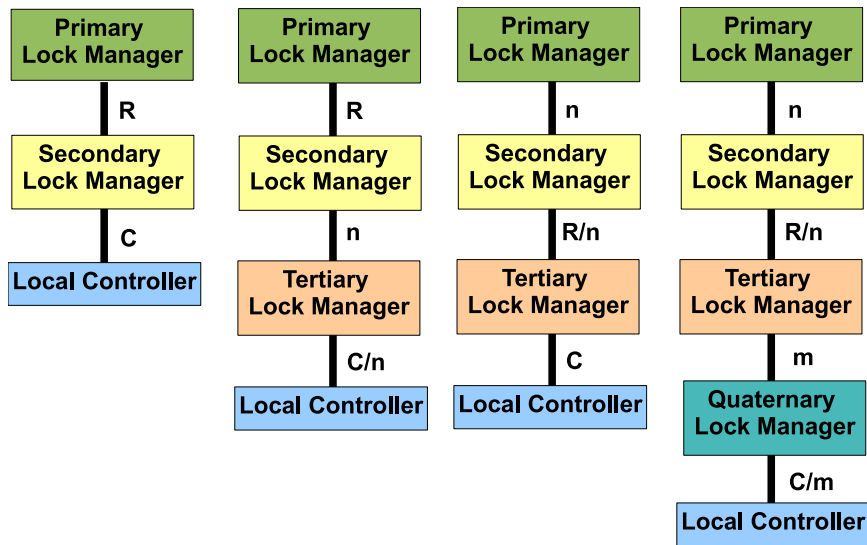 Primary
Lock Manager
R
Secondary
Lock Manager
C
Local Controller
Primary
Lock Manager
R
Secondary
Lock Manager
n
Tertiary
Lock Manager
C/n
Local Controller
Primary
Lock Manager
n
Secondary
Lock Manager
R/n
Tertiary
Lock Manager
C
Local Controller
Primary
Lock Manager
n
Secondary
Lock Manager
R/n
Tertiary
Lock Manager
m
Quaternary
Lock Manager
C/m
Local Controller